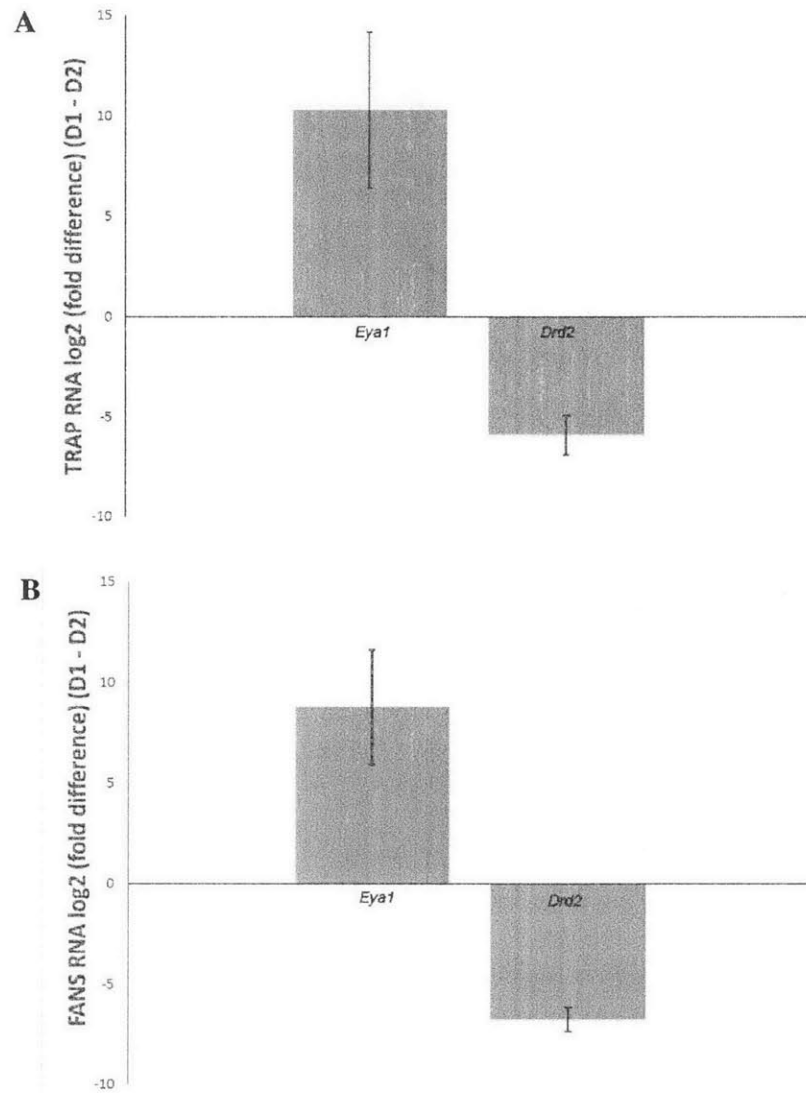 A
TRAP RNA log2 (fold difference) (D1 - D2)
15
10
5
0
-5
-10
Eya1
Drd2
B
FANS RNA log2 (fold difference) (D1 - D2)
15
10
5
0
-5
-10
Eya1
Drd2